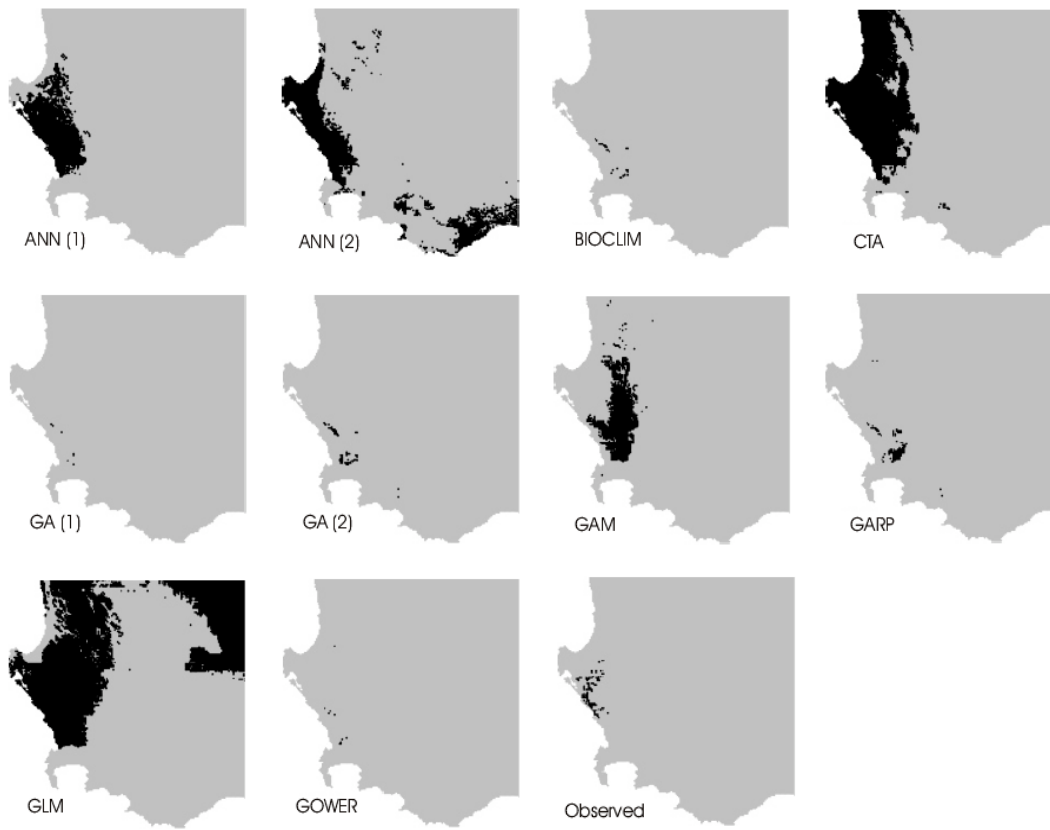 ANN (1)
ANN (2)
BIOCLIM
CTA
GA (1)
GA (2)
GAM
GARP
GLM
GOWER
Observed